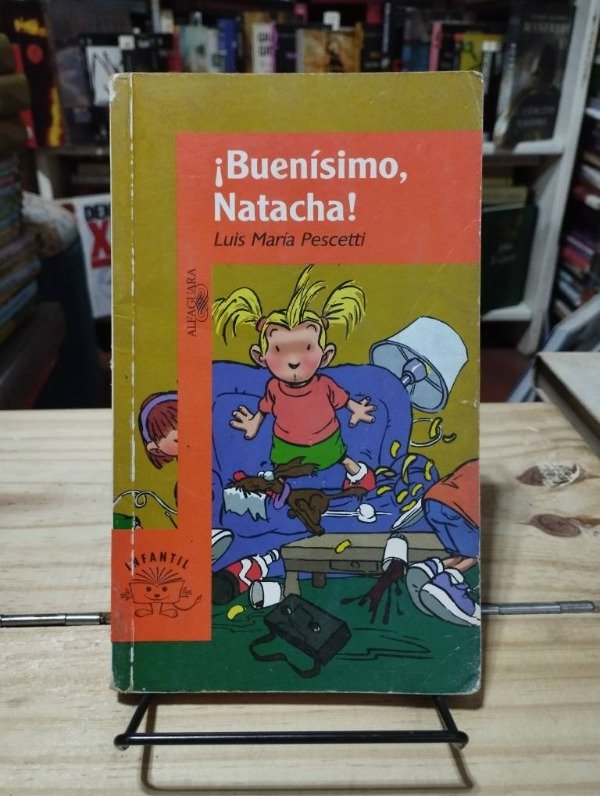 ¡Buenísimo,
Natacha!
Luis María Pescetti
ALFAGUARA
INFANTIL